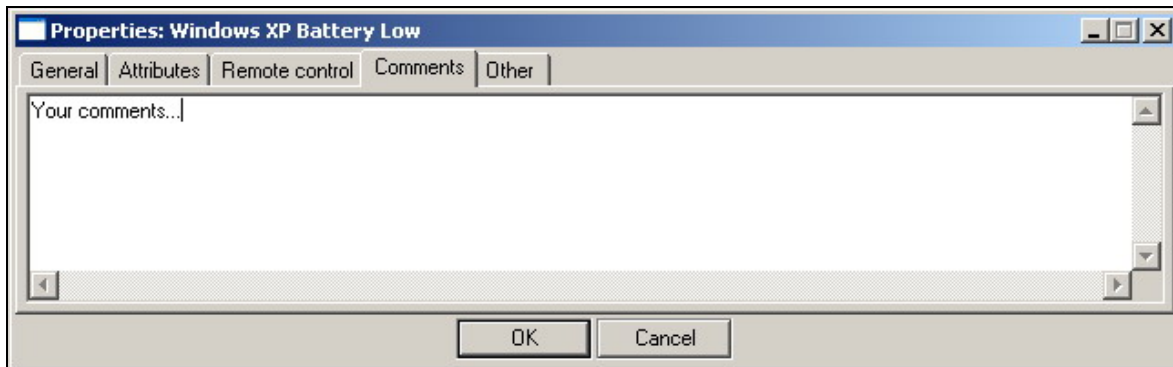 Properties: Windows XP Battery Low
General Attributes Remote control Comments Other
Your comments...
OK Cancel